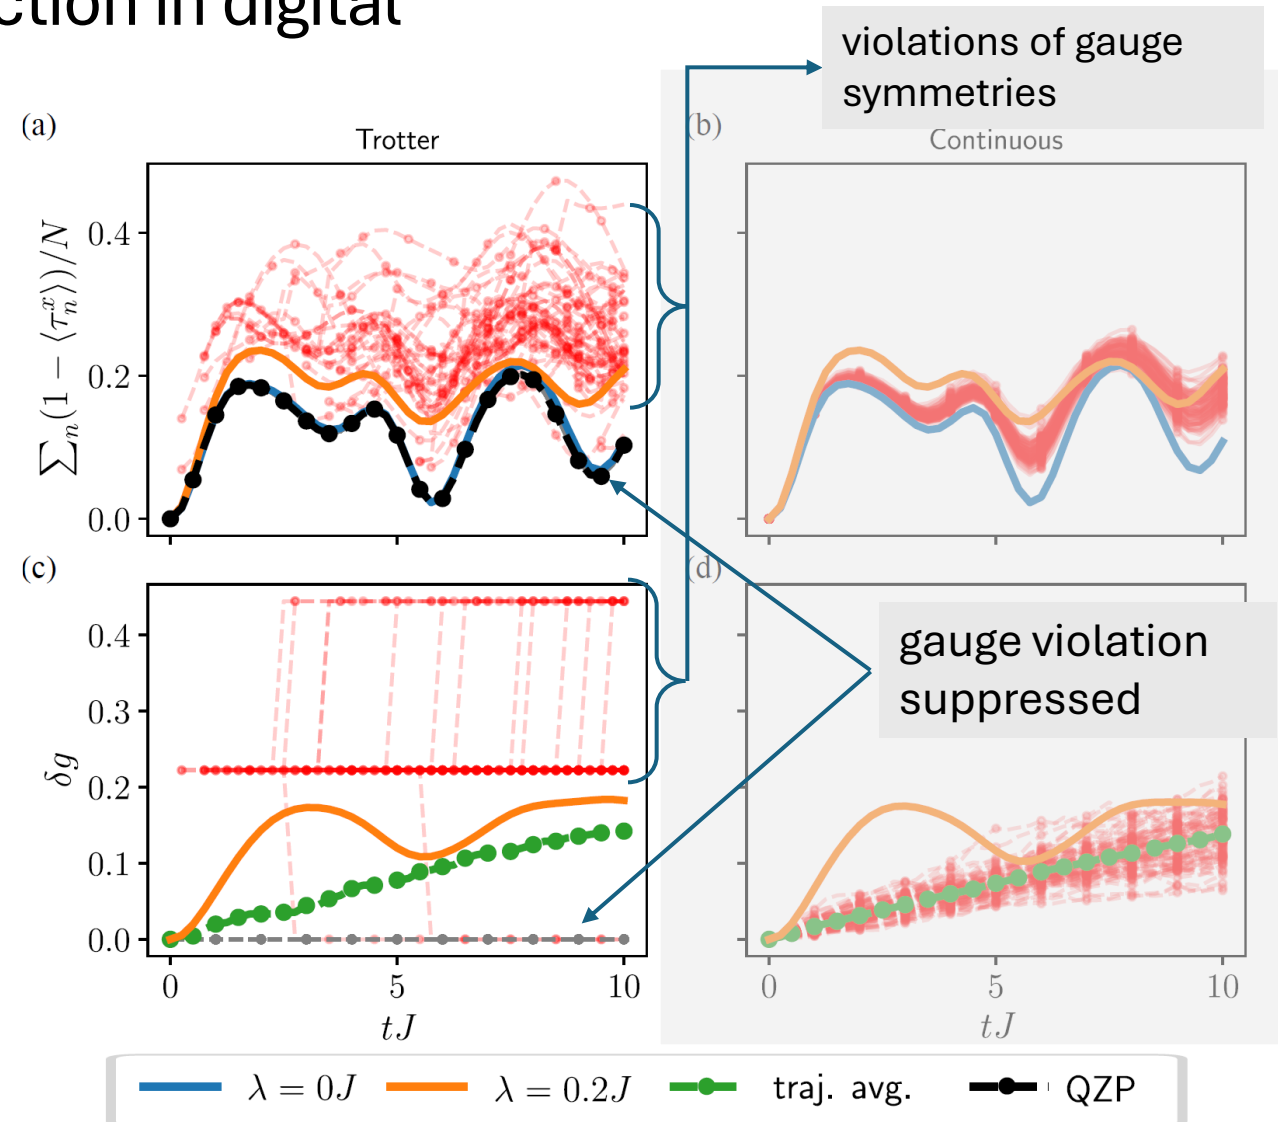 ction in digital
violations of gauge
symmetries
(a)
Trotter
(b)
Continuous
∑ₙ(1 − ⟨τₙˣ⟩)/N
0.4
0.2
0.0
(c)
(d)
gauge violation
suppressed
δg
0.4
0.3
0.2
0.1
0.0
0
5
10
tJ
0
5
10
tJ
λ = 0J
λ = 0.2J
traj. avg.
QZP